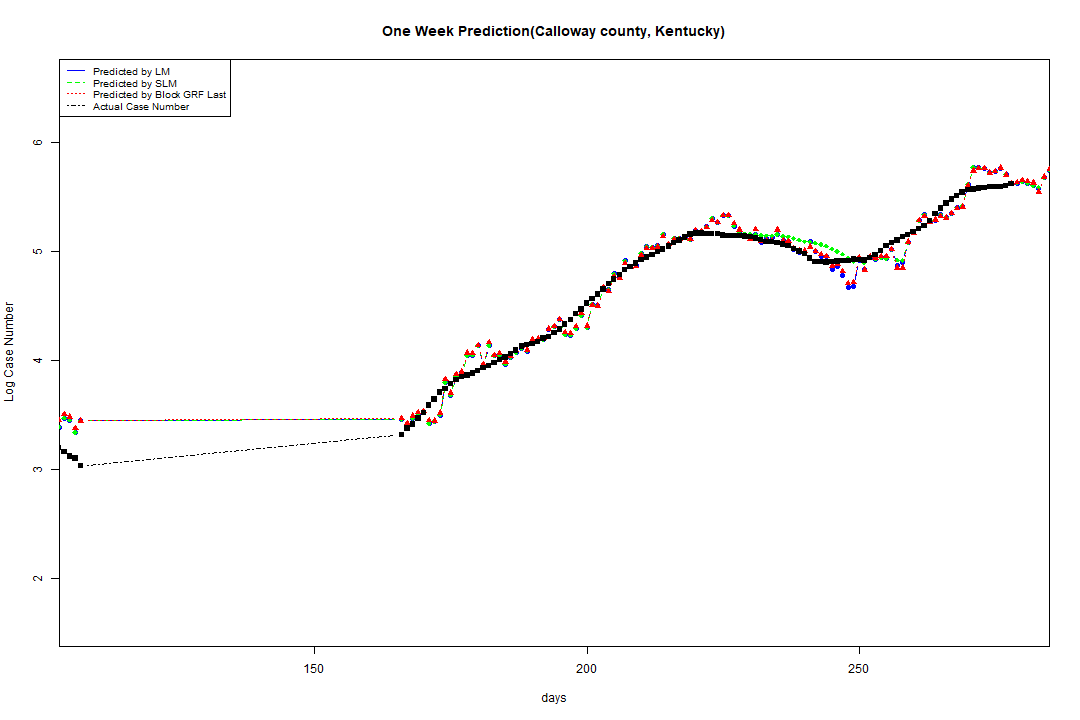 One Week Prediction(Calloway county, Kentucky)
Predicted by LM
Predicted by SLM
Predicted by Block GRF Last
Actual Case Number
6
5
4
3
2
Log Case Number
150 200 250
days